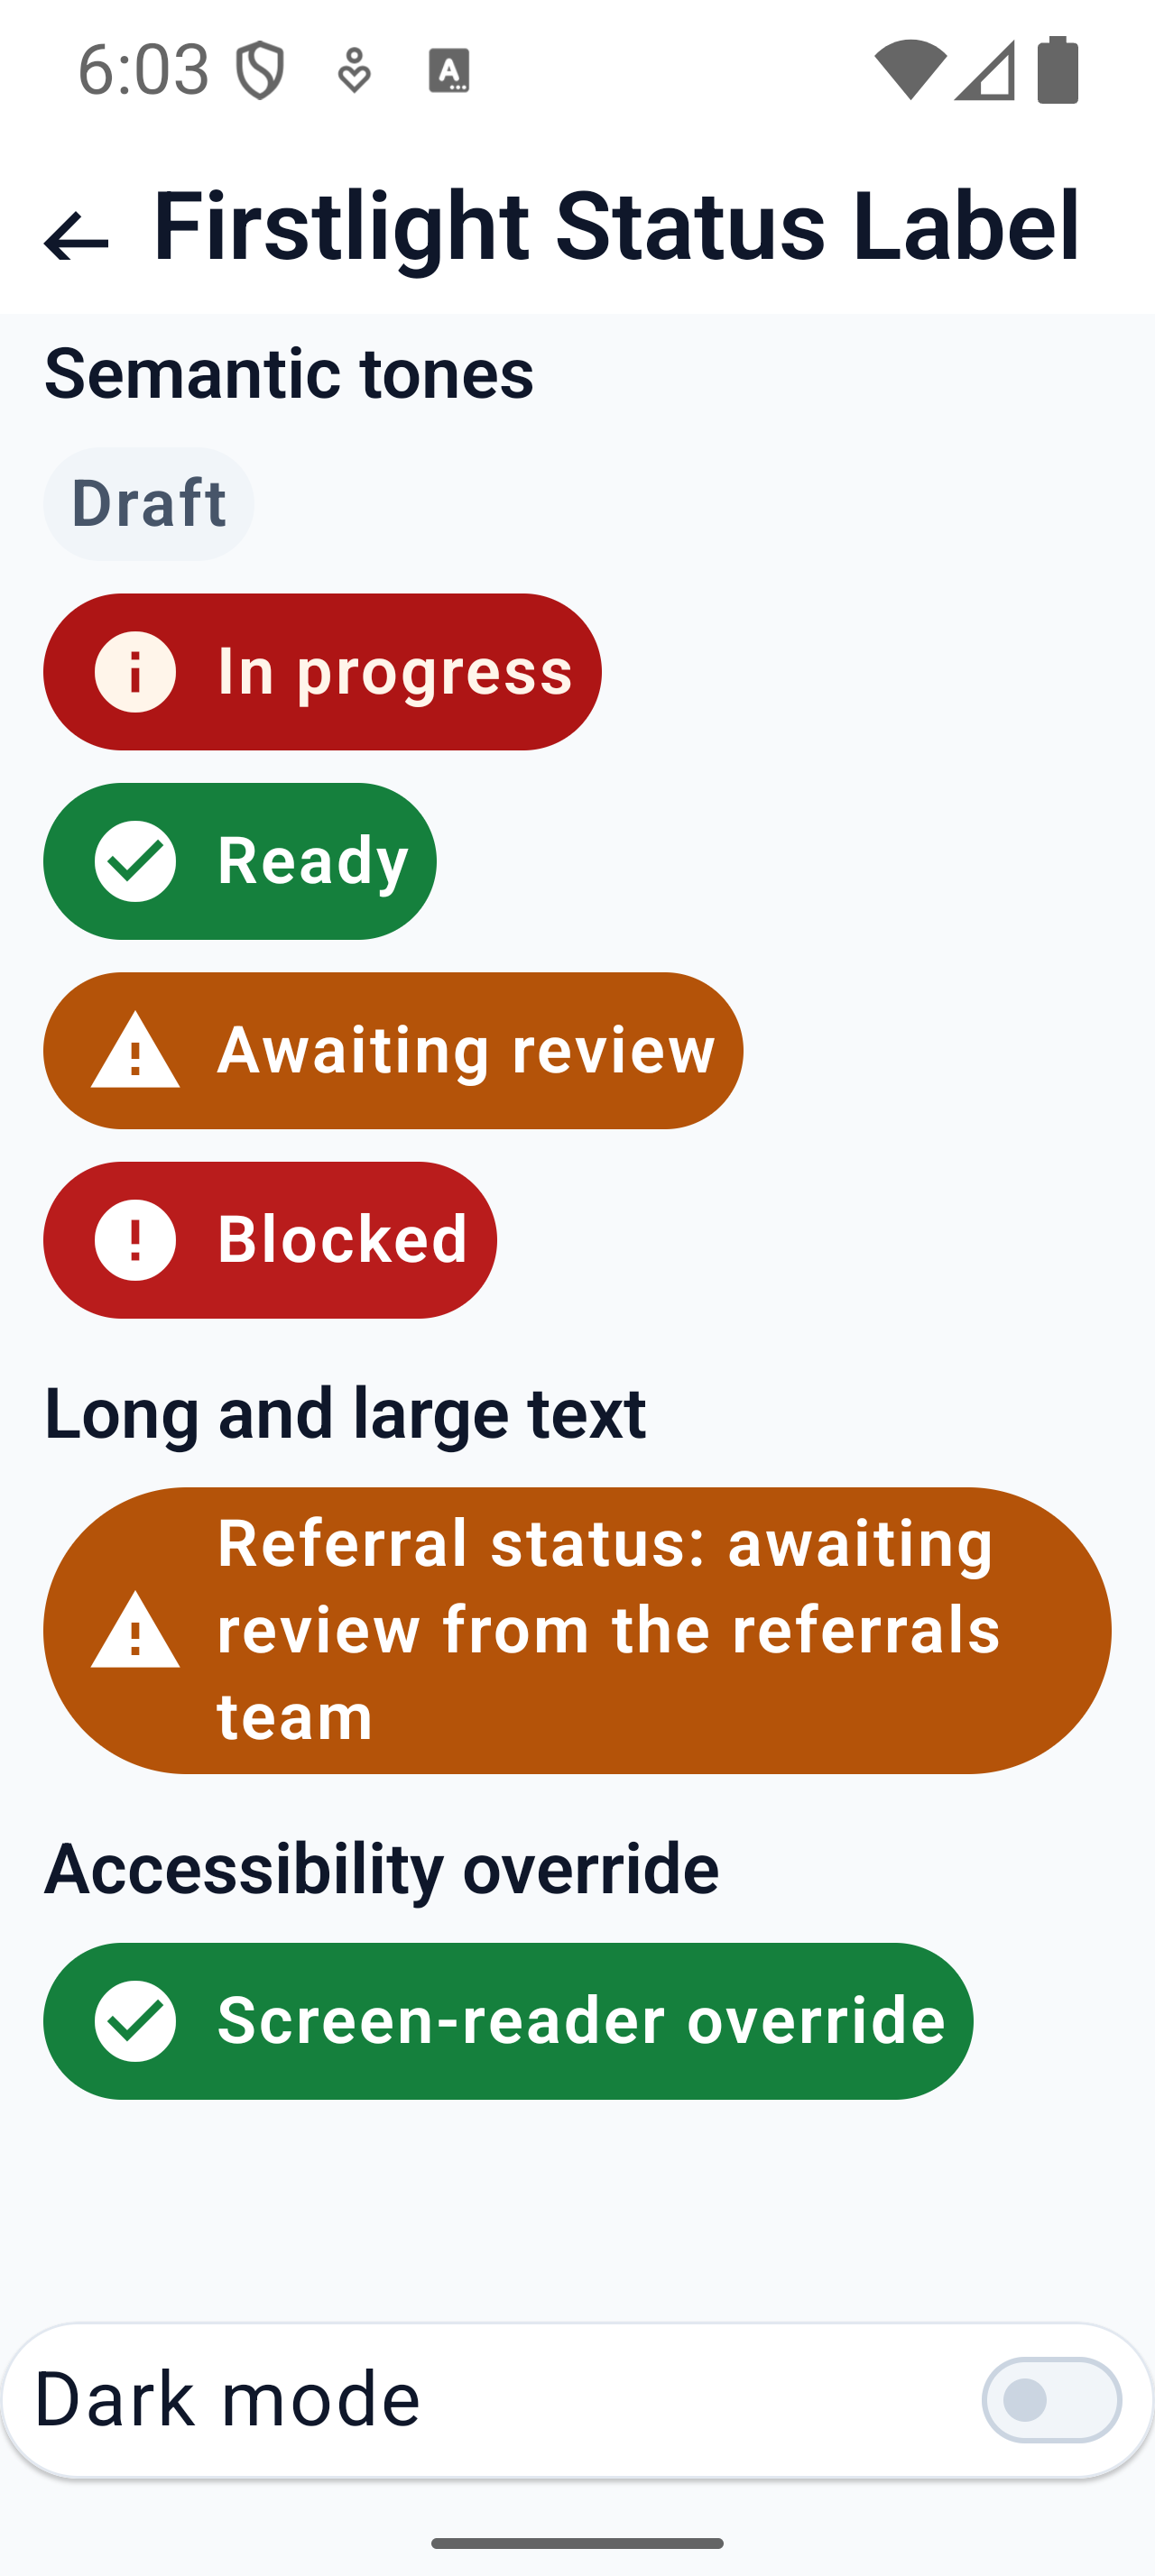 6:03
Firstlight Status Label
Semantic tones
Draft
In progress
Ready
Awaiting review
Blocked
Long and large text
Referral status: awaiting
review from the referrals
team
Accessibility override
Screen-reader override
Dark mode